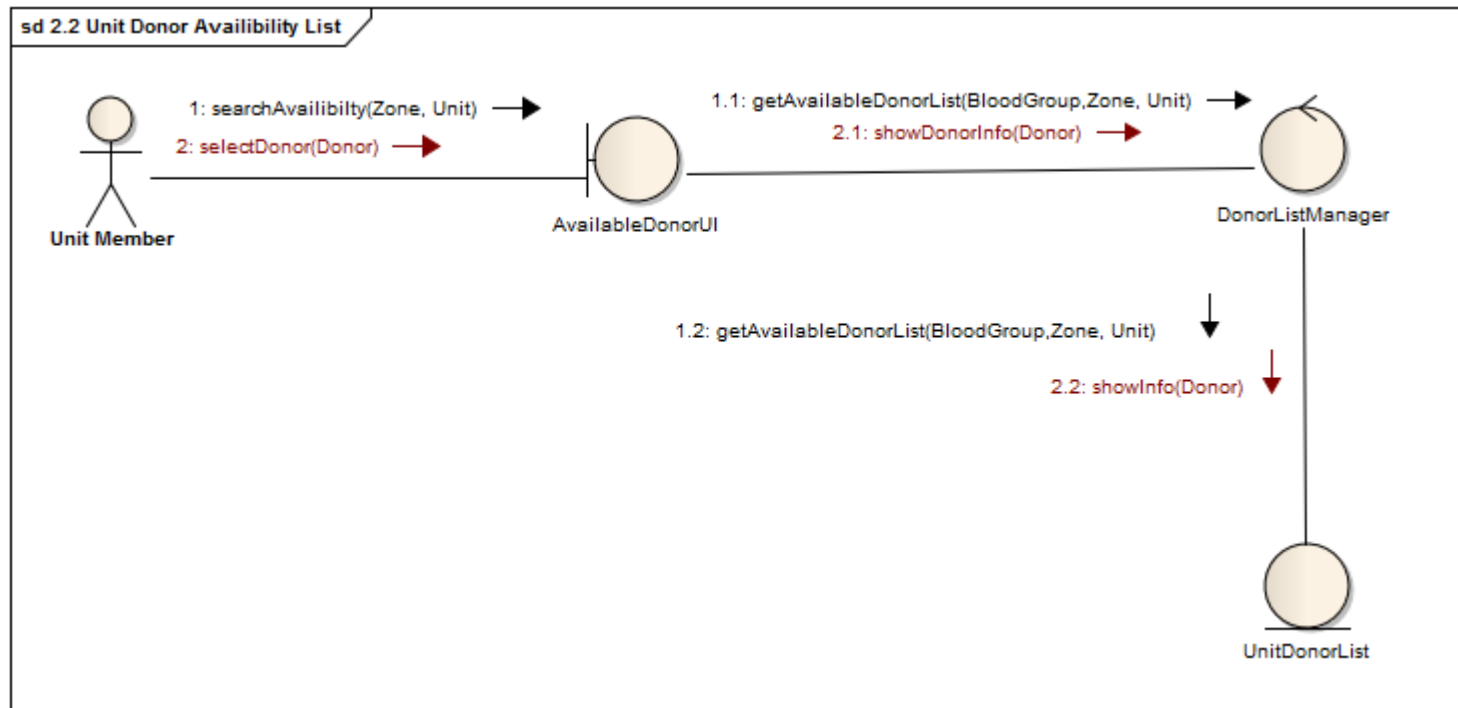 sd 2.2 Unit Donor Availibility List
1: searchAvailibilty(Zone, Unit)
2: selectDonor(Donor)
Unit Member
AvailableDonorUI
1.1: getAvailableDonorList(BloodGroup,Zone, Unit)
2.1: showDonorInfo(Donor)
DonorListManager
1.2: getAvailableDonorList(BloodGroup,Zone, Unit)
2.2: showInfo(Donor)
UnitDonorList